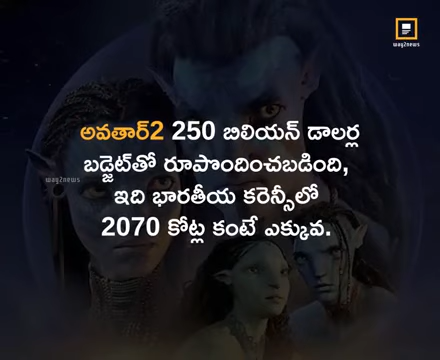 way2news
అవతార్2 250 బిలియన్ డాలర్ల
బడ్జెట్‌తో రూపొందించబడింది,
way2news
ఇది భారతీయ కరెన్సీలో
2070 కోట్ల కంటే ఎక్కువ.